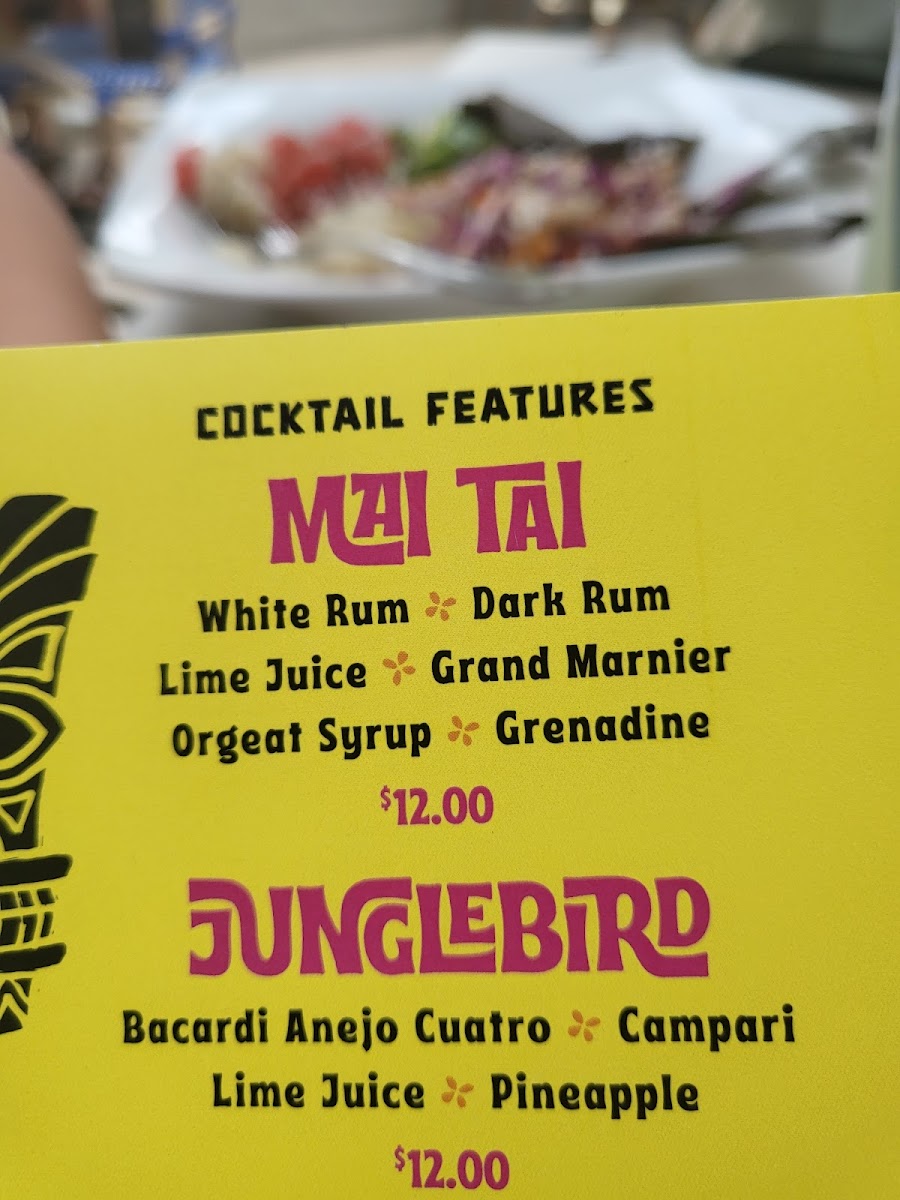 COCKTAIL FEATURES
MAI TAI
White Rum Dark Rum
Lime Juice Grand Marnier
Orgeat Syrup Grenadine
$12.00
JUNGLEBIRD
Bacardi Anejo Cuatro Campari
Lime Juice Pineapple
$12.00